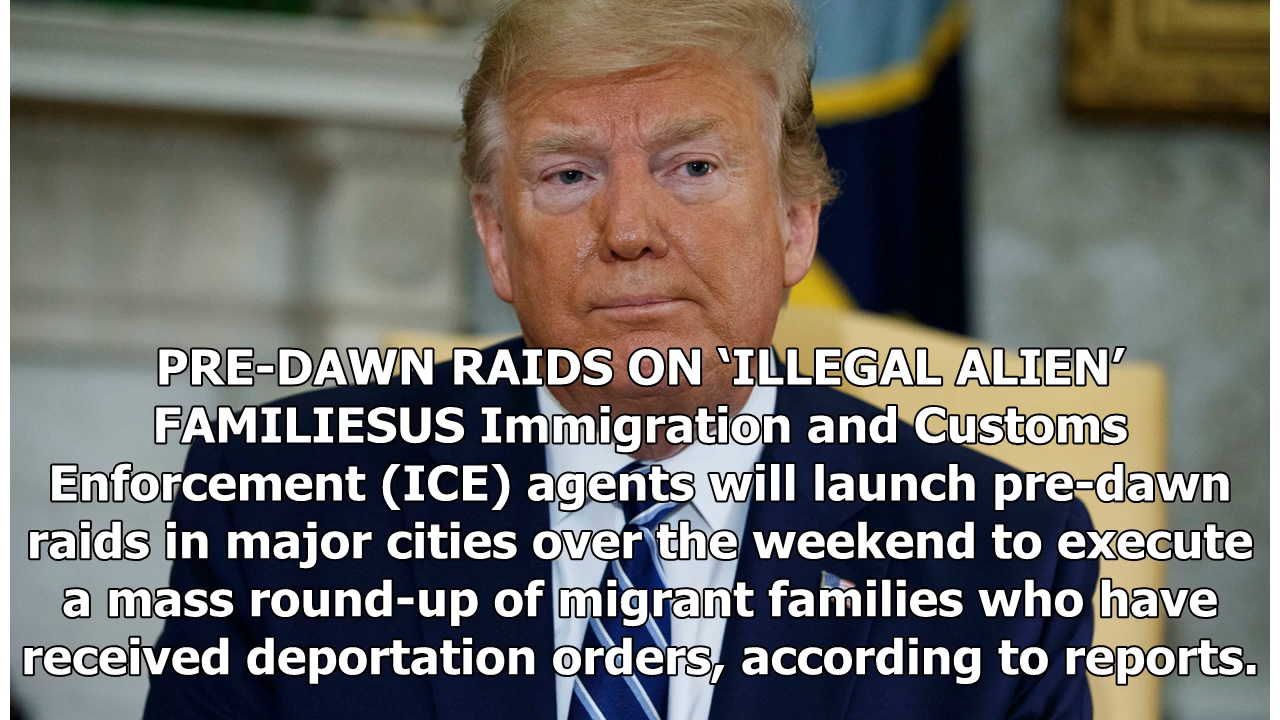 PRE-DAWN RAIDS ON ‘ILLEGAL ALIEN’
FAMILIESUS Immigration and Customs
Enforcement (ICE) agents will launch pre-dawn
raids in major cities over the weekend to execute
a mass round-up of migrant families who have
received deportation orders, according to reports.